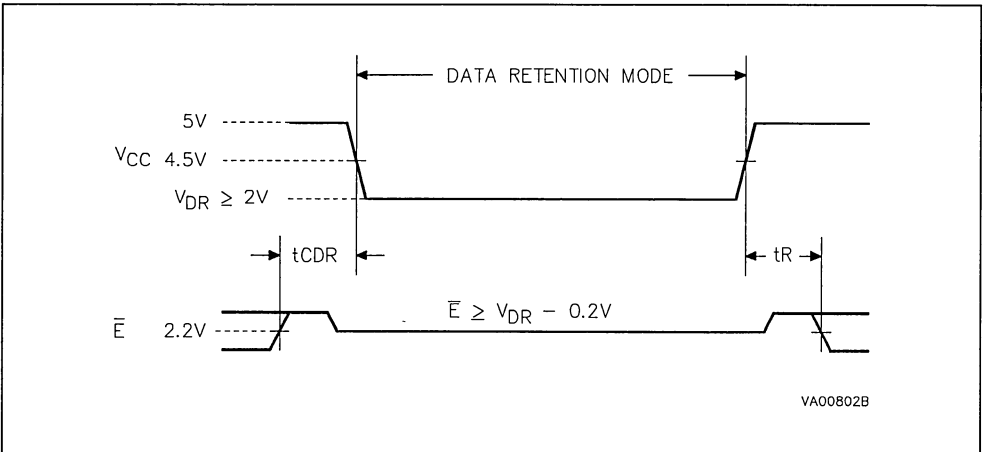 DATA RETENTION MODE
5V
VCC 4.5V
VDR ≥ 2V
tCDR
tR
E̅ ≥ VDR − 0.2V
E̅ 2.2V
VA00802B